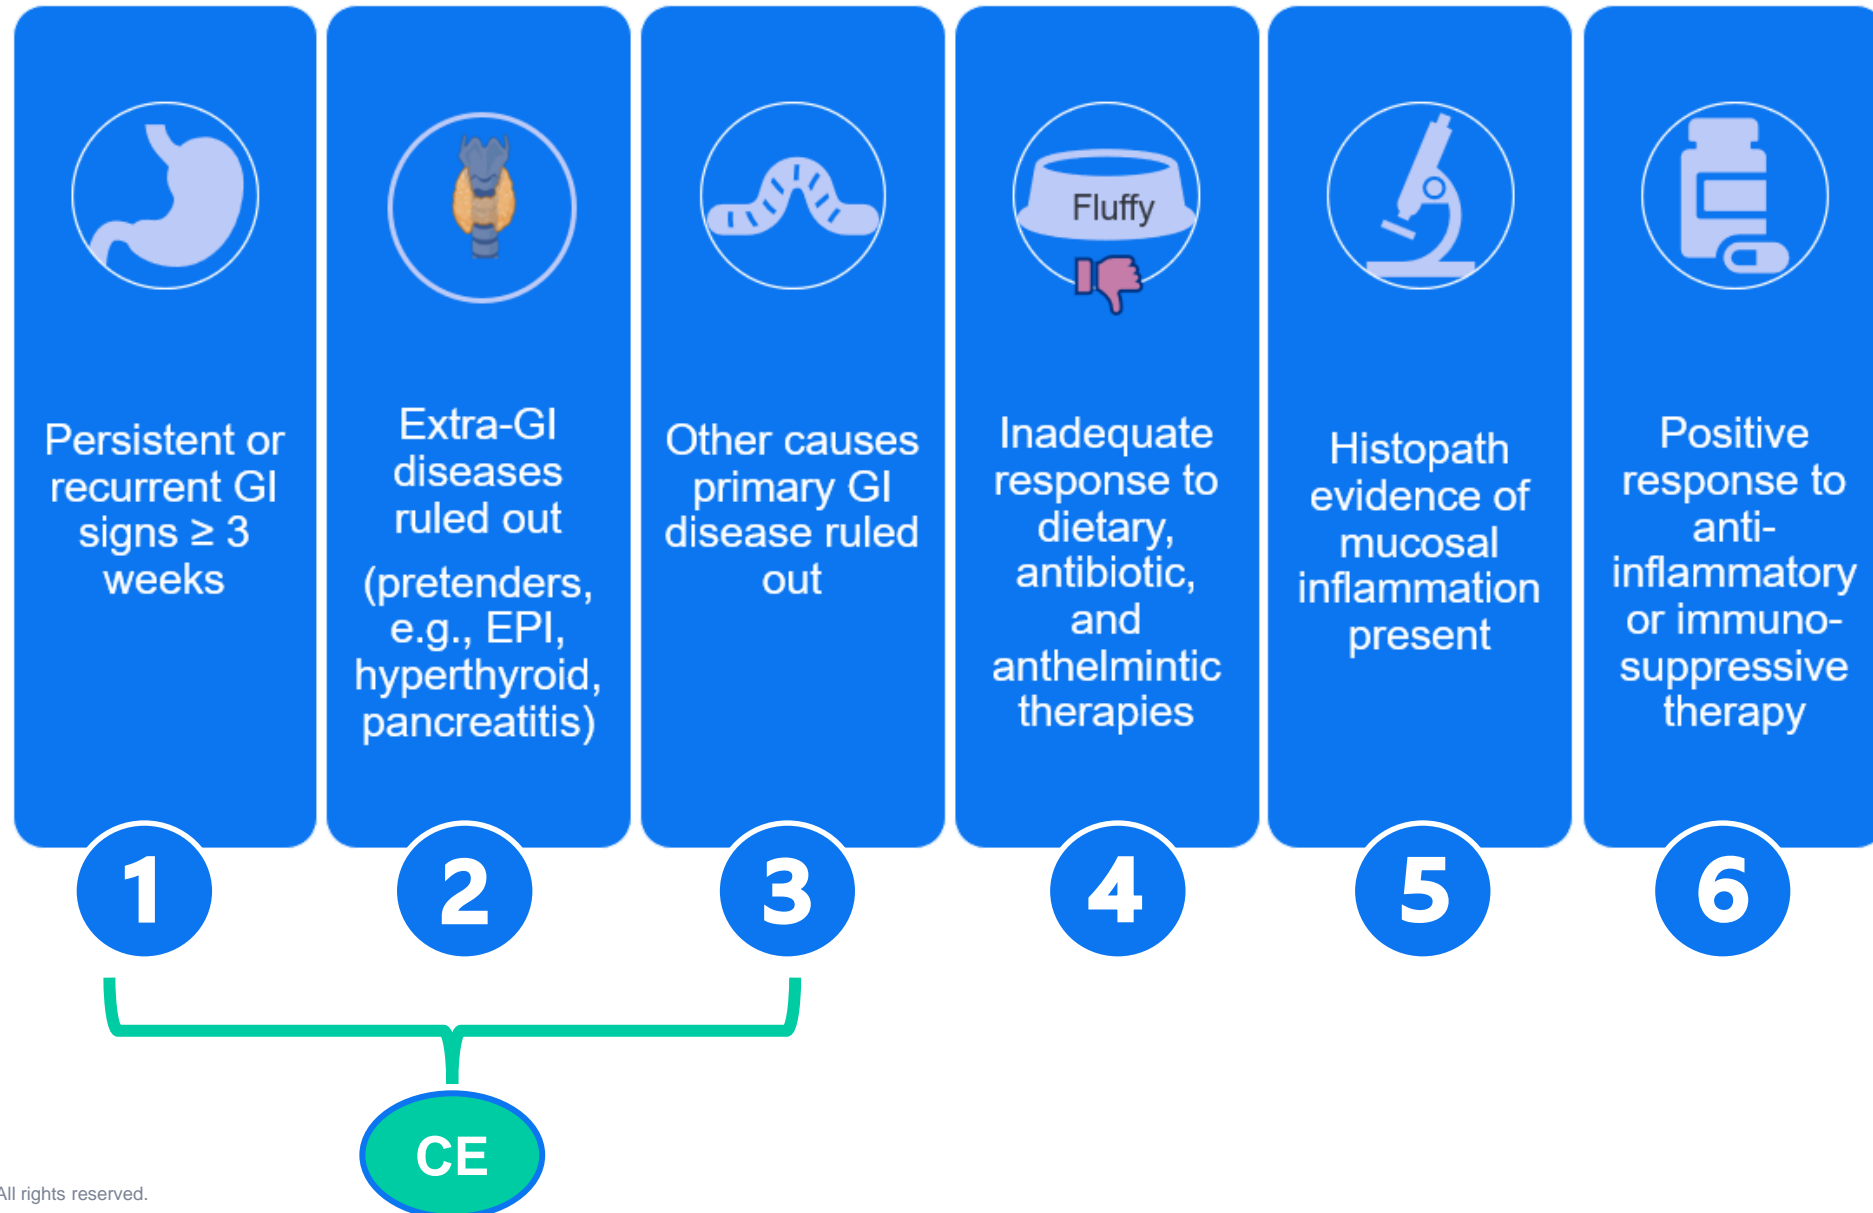 Persistent or
recurrent GI
signs ≥ 3
weeks
Extra-GI
diseases
ruled out
(pretenders,
e.g., EPI,
hyperthyroid,
pancreatitis)
Other causes
primary GI
disease ruled
out
Fluffy
Inadequate
response to
dietary,
antibiotic,
and
anthelmintic
therapies
Histopath
evidence of
mucosal
inflammation
present
Positive
response to
anti-
inflammatory
or immuno-
suppressive
therapy
1
2
3
4
5
6
CE
All rights reserved.